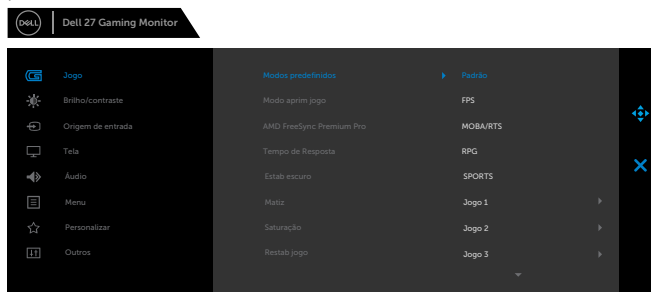 DELL Dell 27 Gaming Monitor
Jogo Modos predefinidos Padrão
Brilho/contraste Modo aprim jogo FPS
Origem de entrada AMD FreeSync Premium Pro MOBA/RTS
Tela Tempo de Resposta RPG
Áudio Estab escuro SPORTS
Menu Matiz Jogo 1
Personalizar Saturação Jogo 2
Outros Restab jogo Jogo 3